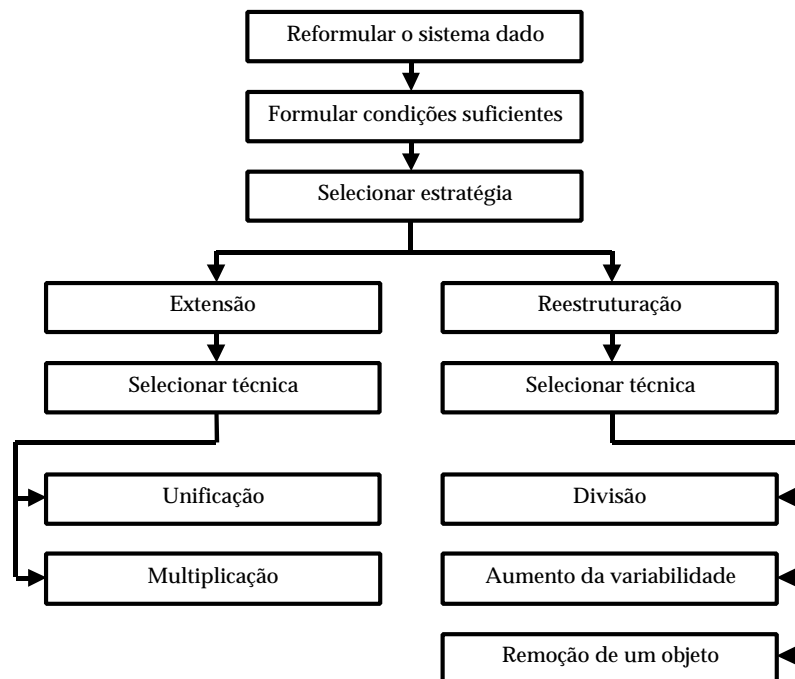 Reformular o sistema dado
Formular condições suficientes
Selecionar estratégia
Extensão
Reestruturação
Selecionar técnica
Selecionar técnica
Unificação
Divisão
Multiplicação
Aumento da variabilidade
Remoção de um objeto